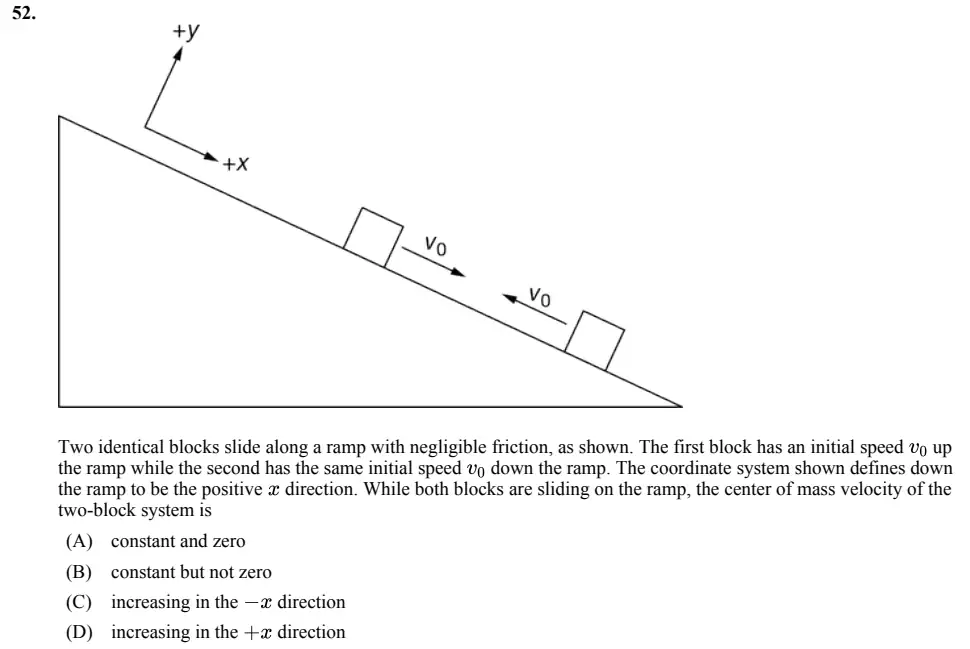 52.
+y
+x
v0
v0
Two identical blocks slide along a ramp with negligible friction, as shown. The first block has an initial speed v0 up
the ramp while the second has the same initial speed v0 down the ramp. The coordinate system shown defines down
the ramp to be the positive x direction. While both blocks are sliding on the ramp, the center of mass velocity of the
two-block system is
(A) constant and zero
(B) constant but not zero
(C) increasing in the −x direction
(D) increasing in the +x direction